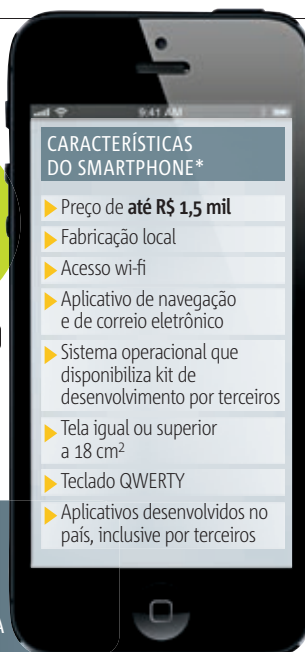 9:41 AM
CARACTERÍSTICAS
DO SMARTPHONE*
Preço de até R$ 1,5 mil
Fabricação local
Acesso wi-fi
Aplicativo de navegação
e de correio eletrônico
Sistema operacional que
disponibiliza kit de
desenvolvimento por terceiros
Tela igual ou superior
a 18 cm²
Teclado QWERTY
Aplicativos desenvolvidos no
país, inclusive por terceiros
A